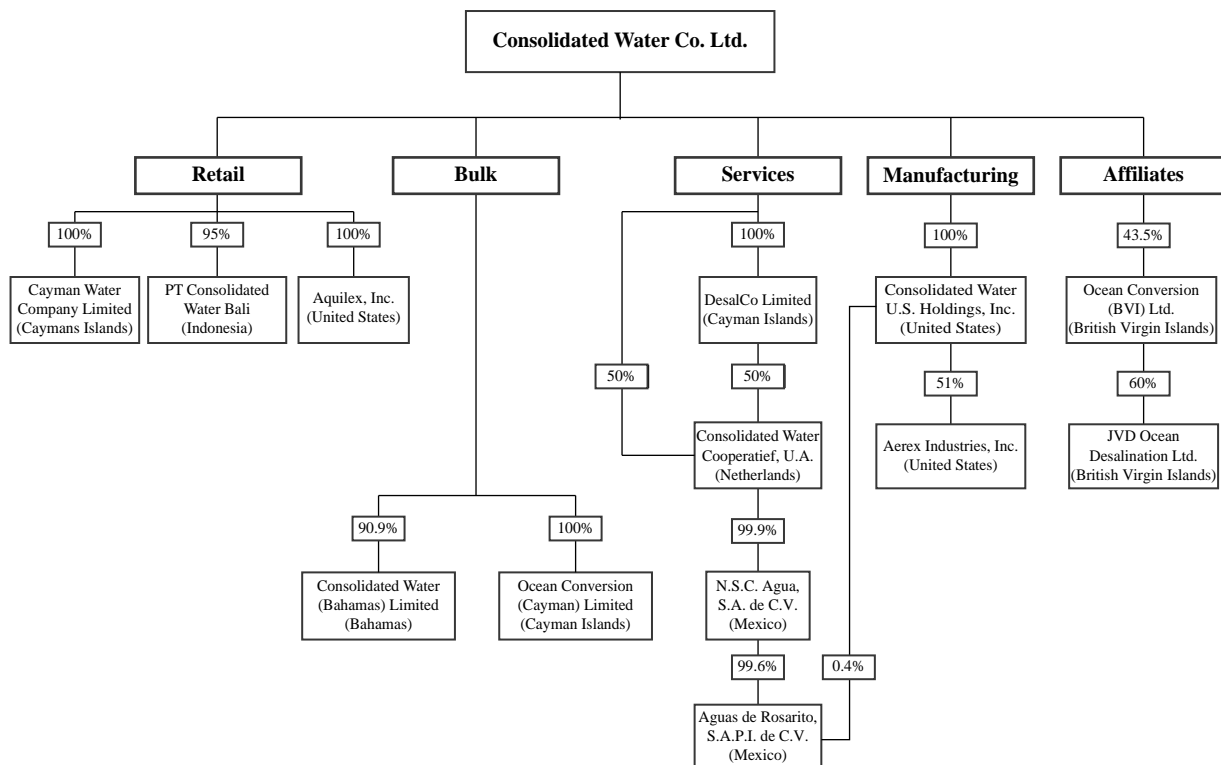 Consolidated Water Co. Ltd.
Retail
Bulk
Services
Manufacturing
Affiliates
100%
95%
100%
100%
100%
43.5%
Cayman Water
Company Limited
(Caymans Islands)
PT Consolidated
Water Bali
(Indonesia)
Aquilex, Inc.
(United States)
DesalCo Limited
(Cayman Islands)
Consolidated Water
U.S. Holdings, Inc.
(United States)
Ocean Conversion
(BVI) Ltd.
(British Virgin Islands)
50%
50%
51%
60%
Consolidated Water
Cooperatief, U.A.
(Netherlands)
Aerex Industries, Inc.
(United States)
JVD Ocean
Desalination Ltd.
(British Virgin Islands)
90.9%
100%
99.9%
Consolidated Water
(Bahamas) Limited
(Bahamas)
Ocean Conversion
(Cayman) Limited
(Cayman Islands)
N.S.C. Agua,
S.A. de C.V.
(Mexico)
99.6%
0.4%
Aguas de Rosarito,
S.A.P.I. de C.V.
(Mexico)